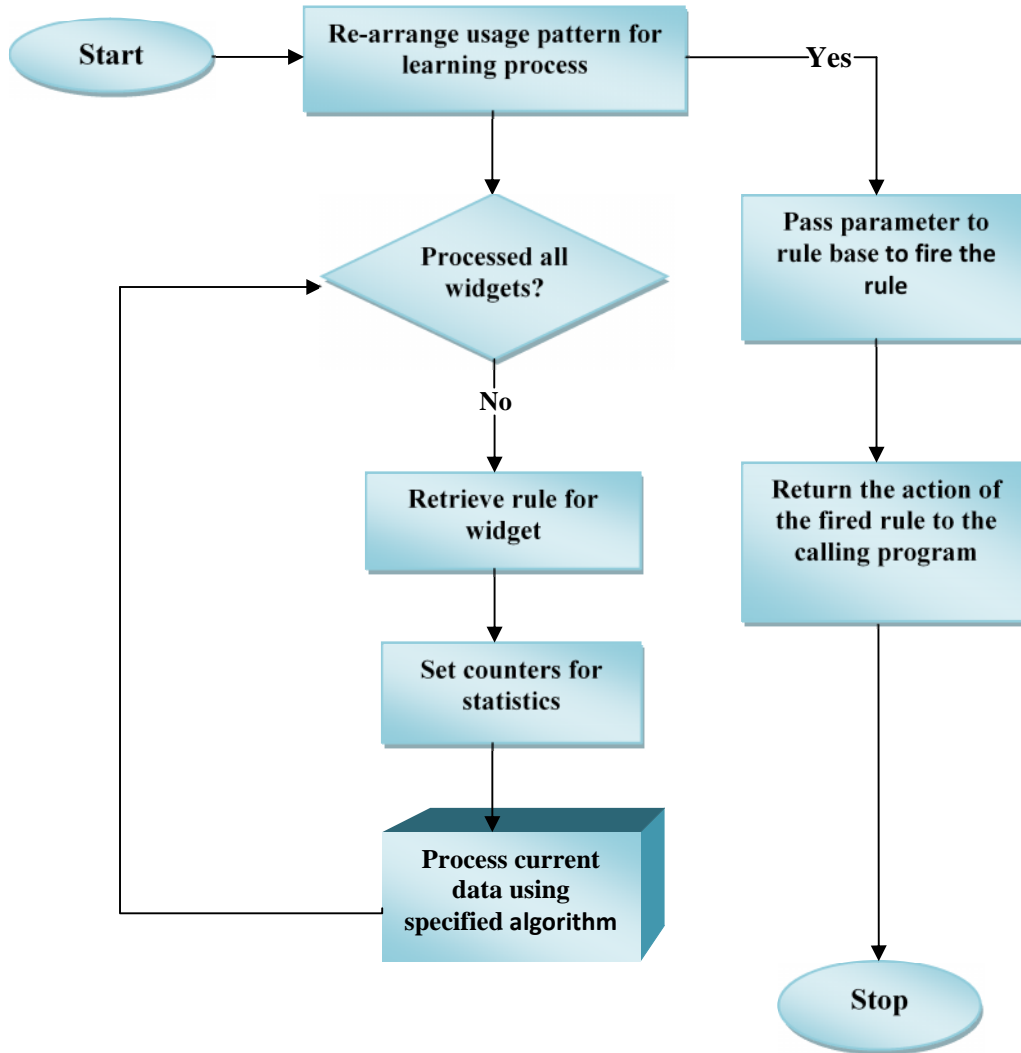 Start
Re-arrange usage pattern for
learning process
Yes
Processed all
widgets?
No
Retrieve rule for
widget
Set counters for
statistics
Process current
data using
specified algorithm
Pass parameter to
rule base to fire the
rule
Return the action of
the fired rule to the
calling program
Stop